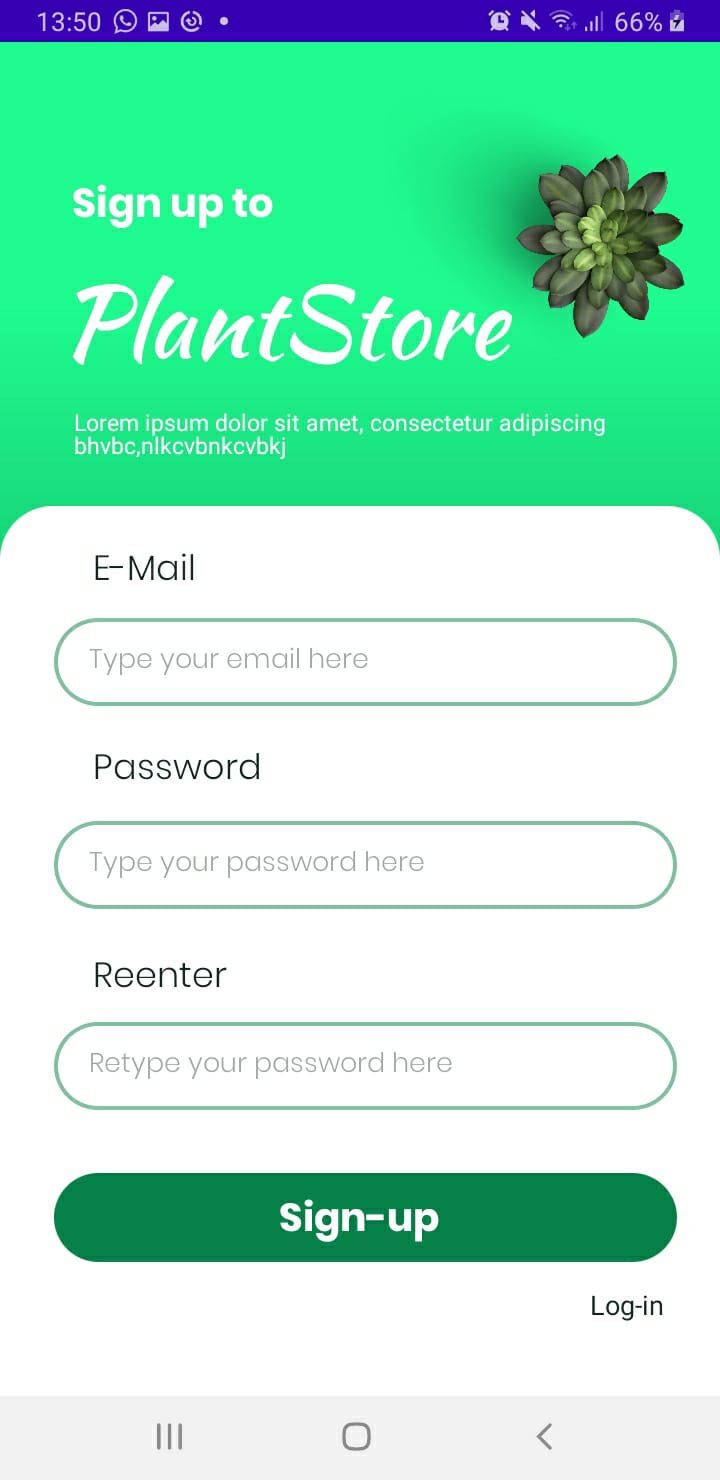 13:50
66%
Sign up to
PlantStore
Lorem ipsum dolor sit amet, consectetur adipiscing
bhvbc,nlkcvbnkcvbkj
E-Mail
Type your email here
Password
Type your password here
Reenter
Retype your password here
Sign-up
Log-in